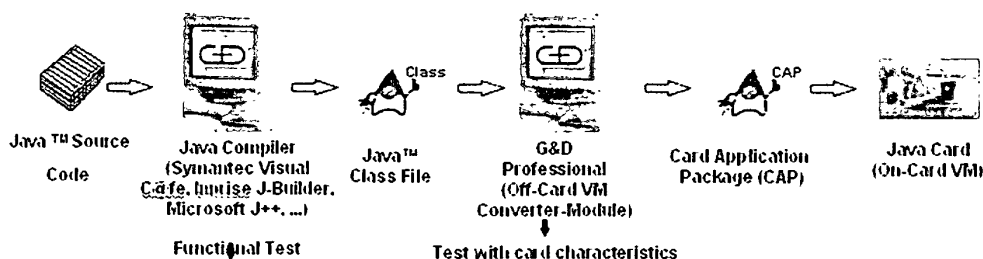 Class
CAP
Java ™ Source
Code
Java Compiler
(Symantec Visual
Cafe, Inprise J-Builder,
Microsoft J++, ...)
Java™
Class File
G&D
Professional
(Off-Card VM
Converter-Module)
Card Application
Package (CAP)
Java Card
(On-Card VM)
Functional Test
Test with card characteristics